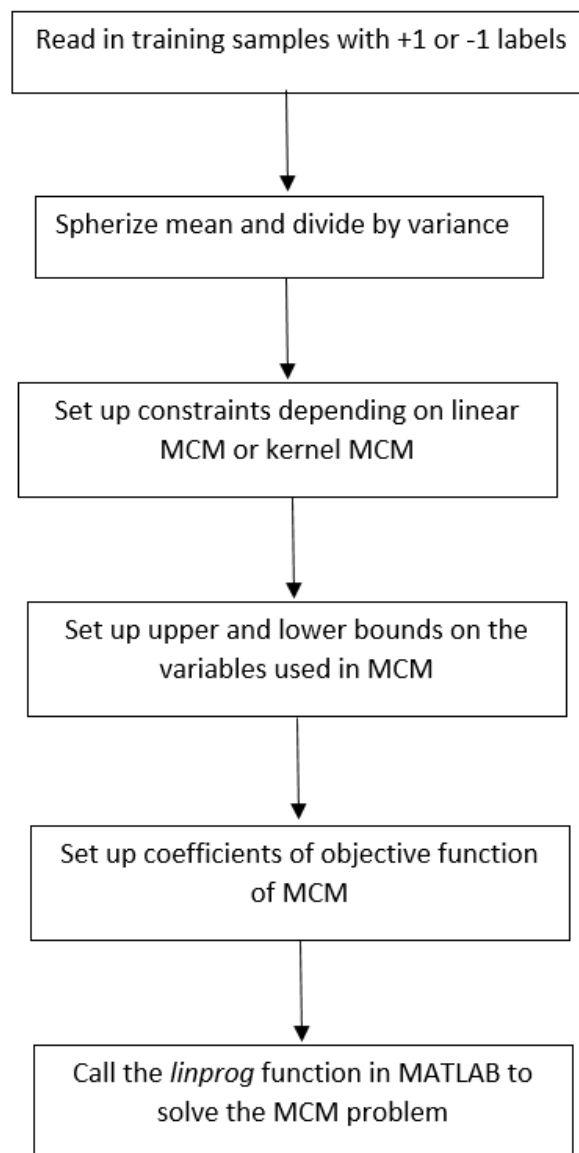 Read in training samples with +1 or -1 labels
Spherize mean and divide by variance
Set up constraints depending on linear
MCM or kernel MCM
Set up upper and lower bounds on the
variables used in MCM
Set up coefficients of objective function
of MCM
Call the linprog function in MATLAB to
solve the MCM problem